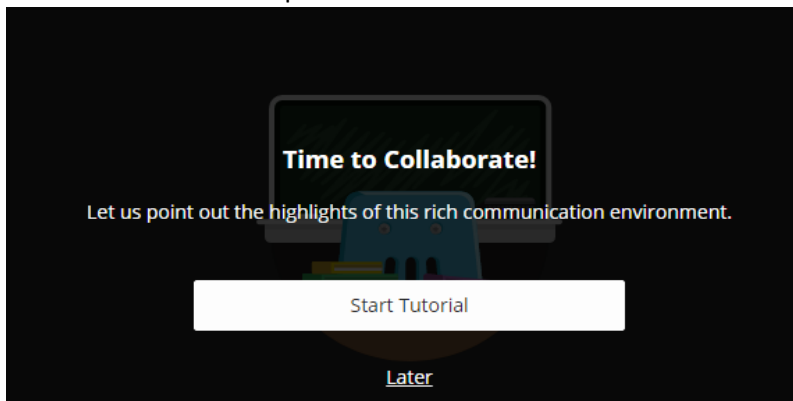 Time to Collaborate!
Let us point out the highlights of this rich communication environment.
Start Tutorial
Later